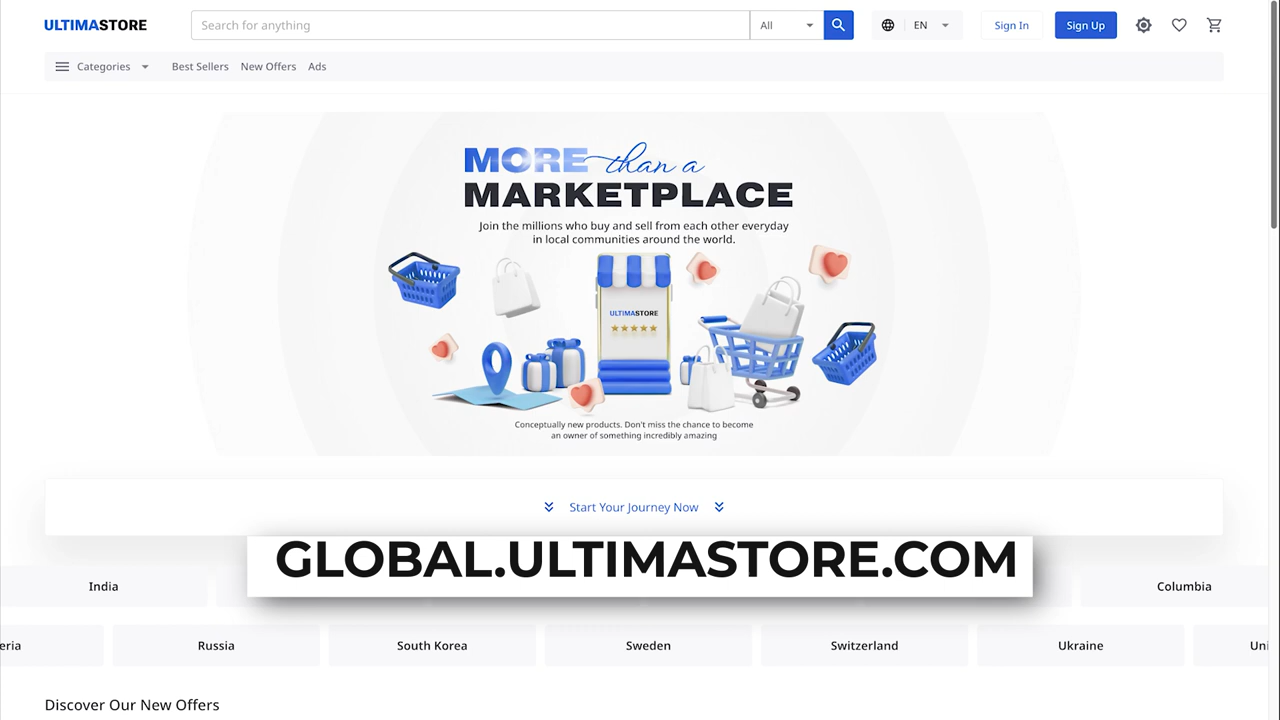 ULTIMASTORE
Search for anything
All
EN
Sign In
Sign Up
Categories
Best Sellers
New Offers
Ads
MORE than a
MARKETPLACE
Join the millions who buy and sell from each other everyday
in local communities around the world.
ULTIMASTORE
Conceptually new products. Don't miss the chance to become
an owner of something incredibly amazing
Start Your Journey Now
GLOBAL.ULTIMASTORE.COM
India
Columbia
eria
Russia
South Korea
Sweden
Switzerland
Ukraine
Uni
Discover Our New Offers